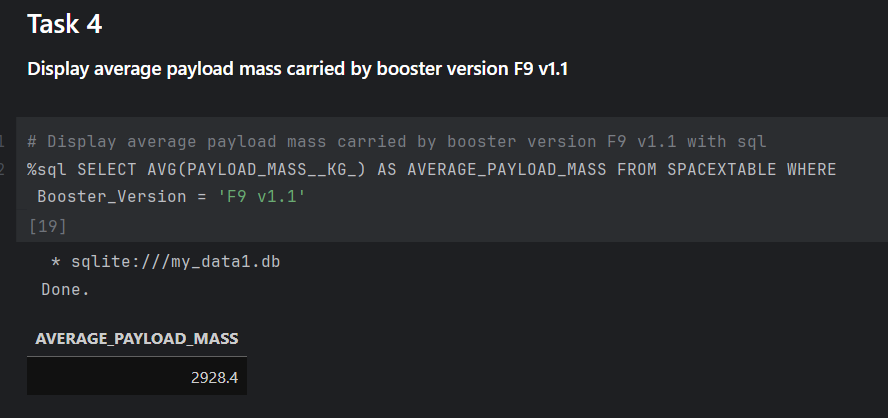 Task 4
Display average payload mass carried by booster version F9 v1.1
1 # Display average payload mass carried by booster version F9 v1.1 with sql
2 %sql SELECT AVG(PAYLOAD_MASS__KG_) AS AVERAGE_PAYLOAD_MASS FROM SPACEXTABLE WHERE
Booster_Version = 'F9 v1.1'
[19]
* sqlite:///my_data1.db
Done.
AVERAGE_PAYLOAD_MASS
2928.4